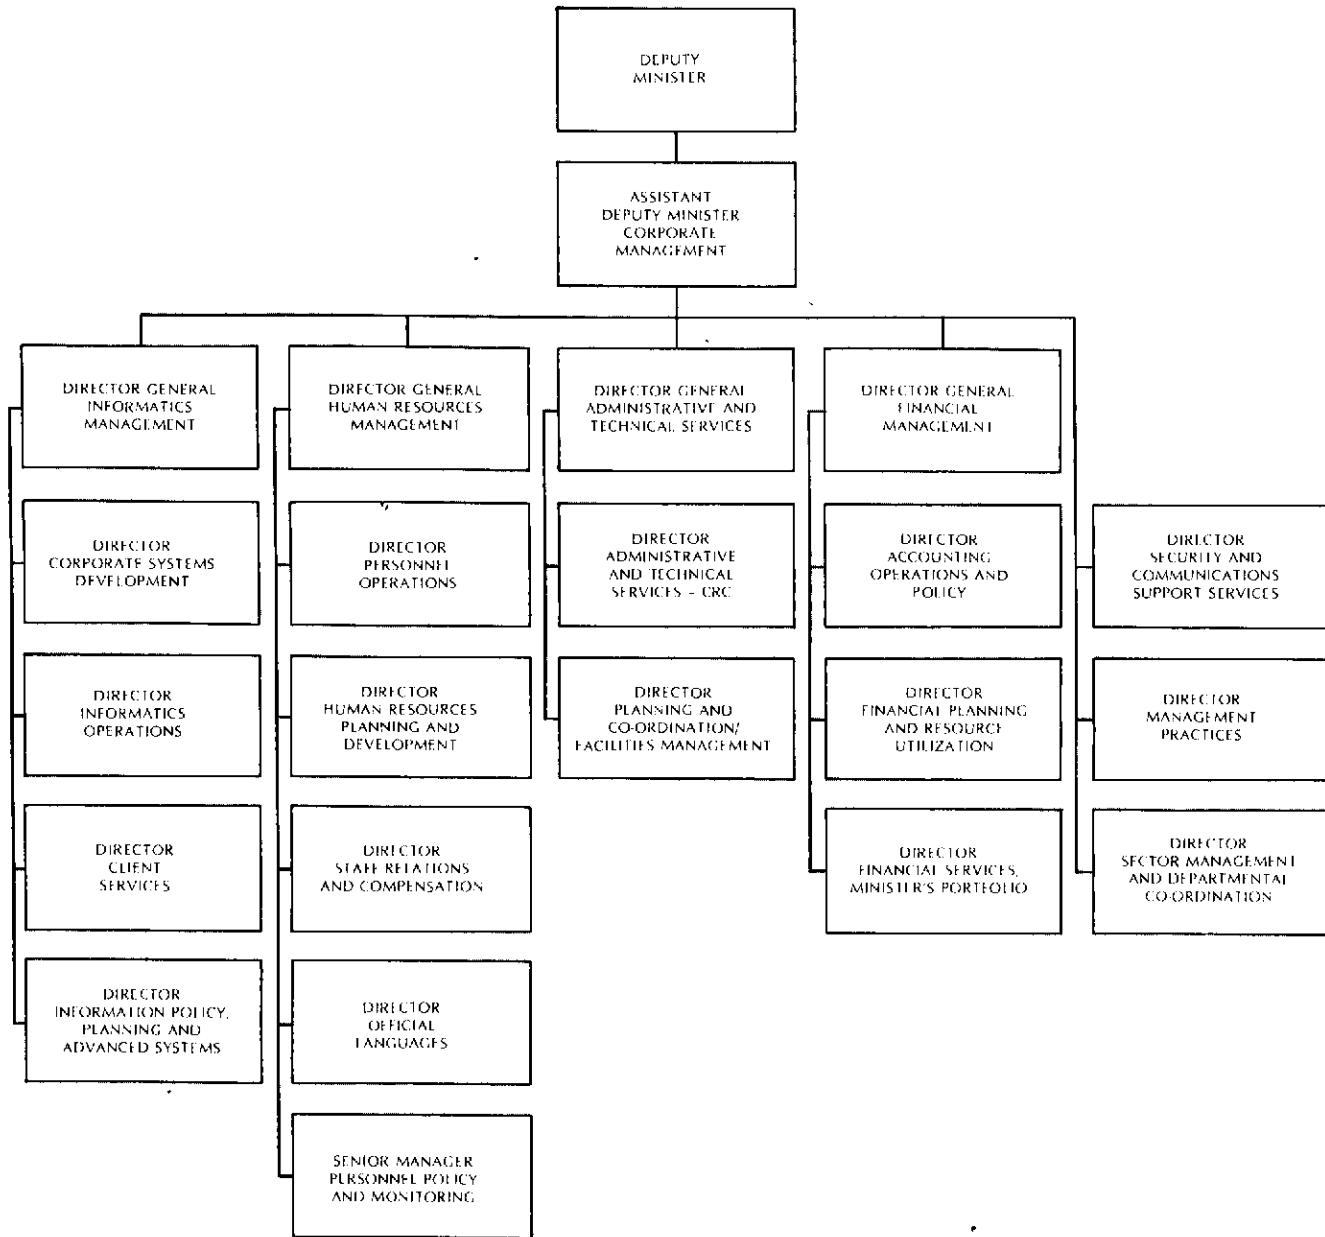 DEPUTY
MINISTER
ASSISTANT
DEPUTY MINISTER
CORPORATE
MANAGEMENT
DIRECTOR GENERAL
INFORMATICS
MANAGEMENT
DIRECTOR GENERAL
HUMAN RESOURCES
MANAGEMENT
DIRECTOR GENERAL
ADMINISTRATIVE AND
TECHNICAL SERVICES
DIRECTOR GENERAL
FINANCIAL
MANAGEMENT
DIRECTOR
CORPORATE SYSTEMS
DEVELOPMENT
DIRECTOR
PERSONNEL
OPERATIONS
DIRECTOR
ADMINISTRATIVE
AND TECHNICAL
SERVICES - CRC
DIRECTOR
ACCOUNTING
OPERATIONS AND
POLICY
DIRECTOR
SECURITY AND
COMMUNICATIONS
SUPPORT SERVICES
DIRECTOR
INFORMATICS
OPERATIONS
DIRECTOR
HUMAN RESOURCES
PLANNING AND
DEVELOPMENT
DIRECTOR
PLANNING AND
CO-ORDINATION/
FACILITIES MANAGEMENT
DIRECTOR
FINANCIAL PLANNING
AND RESOURCE
UTILIZATION
DIRECTOR
MANAGEMENT
PRACTICES
DIRECTOR
CLIENT
SERVICES
DIRECTOR
STAFF RELATIONS
AND COMPENSATION
DIRECTOR
FINANCIAL SERVICES,
MINISTER'S PORTFOLIO
DIRECTOR
SECTOR MANAGEMENT
AND DEPARTMENTAL
CO-ORDINATION
DIRECTOR
INFORMATION POLICY,
PLANNING AND
ADVANCED SYSTEMS
DIRECTOR
OFFICIAL
LANGUAGES
SENIOR MANAGER
PERSONNEL POLICY
AND MONITORING